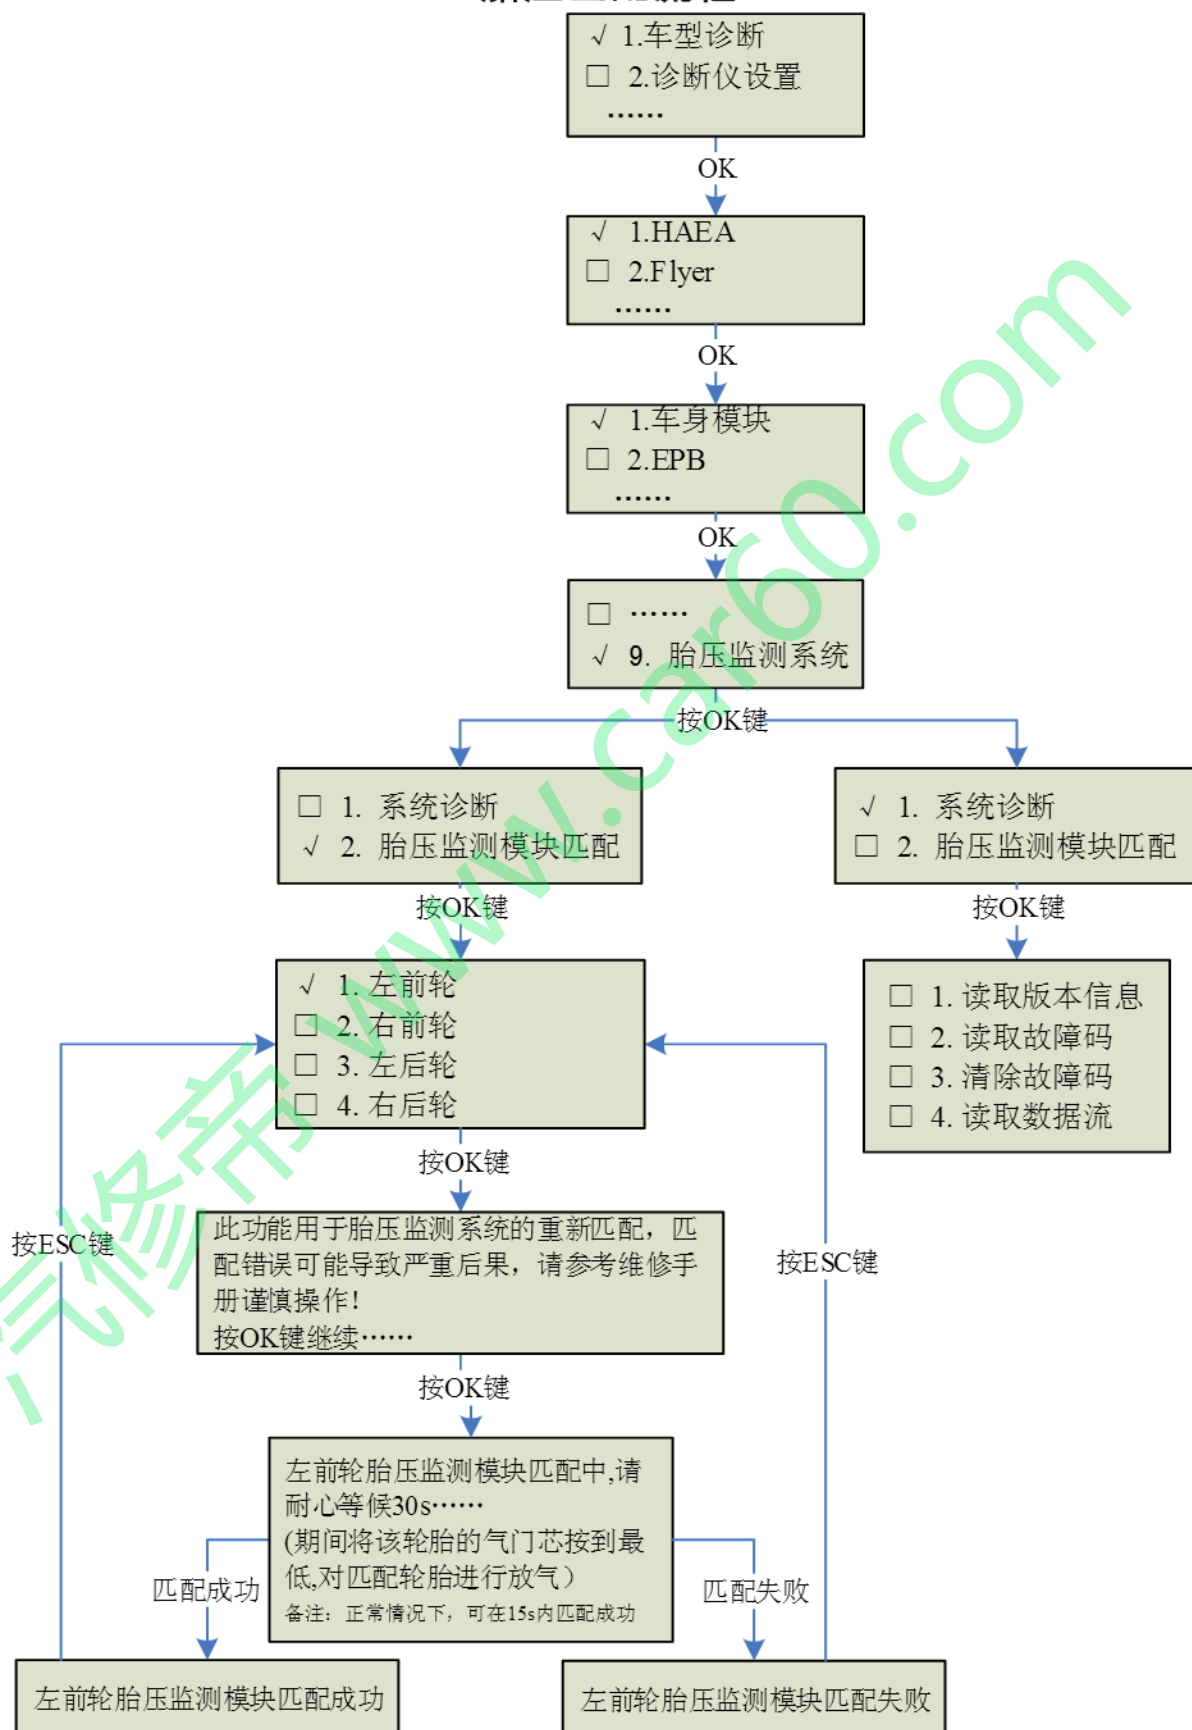 √ 1.车型诊断
□ 2.诊断仪设置
······
OK
√ 1.HAEA
□ 2.Flyer
······
OK
√ 1.车身模块
□ 2.EPB
······
OK
□ ······
√ 9. 胎压监测系统
按OK键
□ 1. 系统诊断
√ 2. 胎压监测模块匹配
√ 1. 系统诊断
□ 2. 胎压监测模块匹配
按OK键
按OK键
√ 1. 左前轮
□ 2. 右前轮
□ 3. 左后轮
□ 4. 右后轮
□ 1. 读取版本信息
□ 2. 读取故障码
□ 3. 清除故障码
□ 4. 读取数据流
按OK键
此功能用于胎压监测系统的重新匹配，匹
配错误可能导致严重后果，请参考维修手
册谨慎操作！
按OK键继续······
按ESC键
按ESC键
按OK键
左前轮胎压监测模块匹配中,请
耐心等候30s······
(期间将该轮胎的气门芯按到最
低,对匹配轮胎进行放气）
备注：正常情况下，可在15s内匹配成功
匹配成功
匹配失败
左前轮胎压监测模块匹配成功
左前轮胎压监测模块匹配失败
汽修帝 www.car60.com